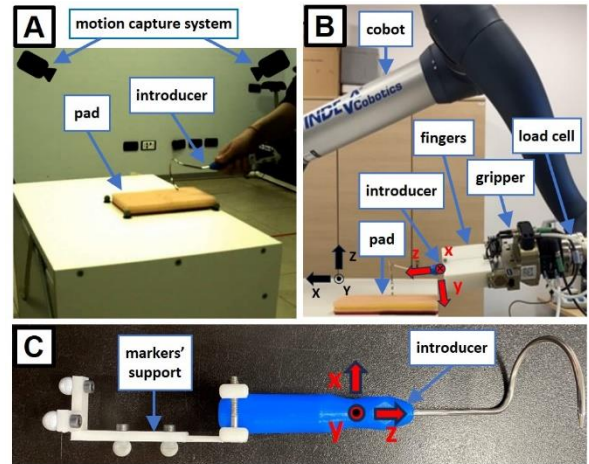 A
motion capture system
pad
introducer
B
cobot
INDEVA
Cobotics
fingers
load cell
introducer
gripper
pad
x
z
y
Z
X
Y
C
markers'
support
introducer
x
y
z